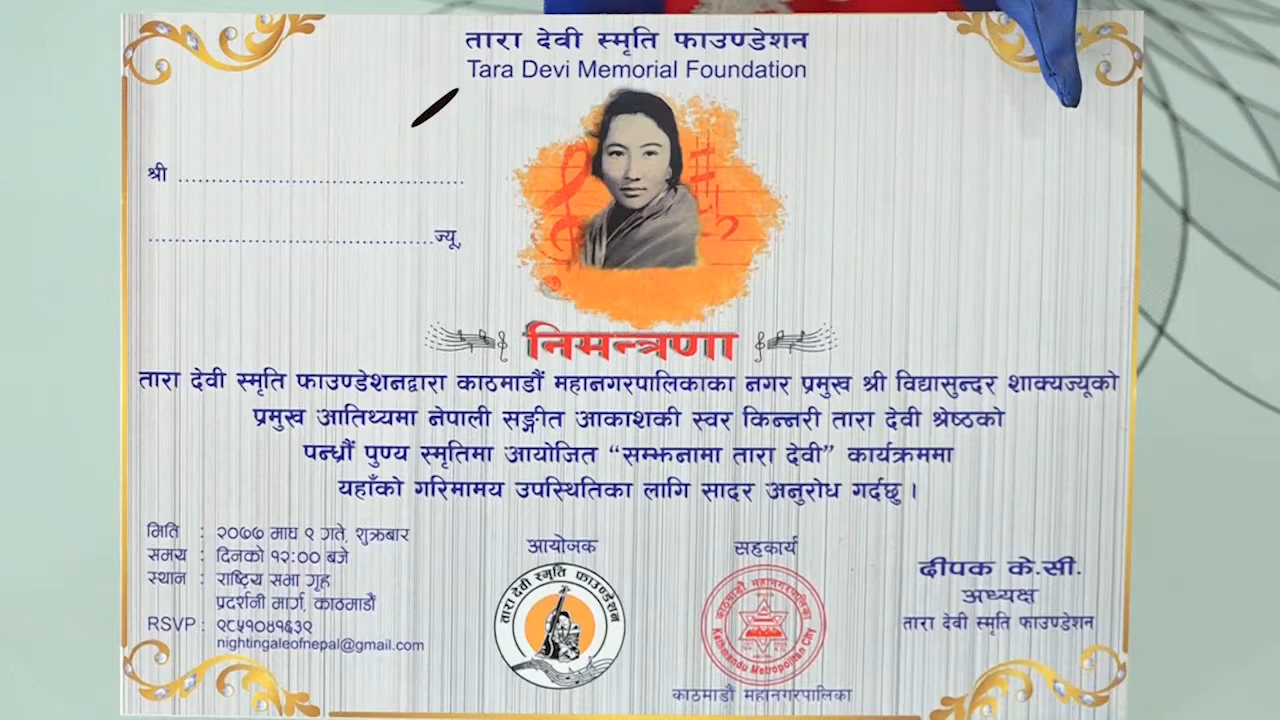 तारा देवी स्मृति फाउण्डेशन
Tara Devi Memorial Foundation
श्री ................................................
................................................ज्यू,
निमन्त्रणा
तारा देवी स्मृति फाउण्डेशनद्वारा काठमाडौं महानगरपालिकाका नगर प्रमुख श्री विद्यासुन्दर शाक्यज्यूको
प्रमुख आतिथ्यमा नेपाली सङ्गीत आकाशकी स्वर किन्नरी तारा देवी श्रेष्ठको
पन्ध्रौं पुण्य स्मृतिमा आयोजित “सम्झनामा तारा देवी” कार्यक्रममा
यहाँको गरिमामय उपस्थितिका लागि सादर अनुरोध गर्दछु ।
मिति : २०७७ माघ ९ गते, शुक्रबार
समय : दिनको १२:०० बजे
स्थान : राष्ट्रिय सभा गृह
प्रदर्शनी मार्ग, काठमाडौं
RSVP : ९८५१०४१६३९
nightingaleofnepal@gmail.com
आयोजक
तारा देवी स्मृति फाउण्डेशन
सहकार्य
काठमाडौं महानगरपालिका
Kathmandu Metropolitan City
काठमाडौं महानगरपालिका
दीपक के.सी.
अध्यक्ष
तारा देवी स्मृति फाउण्डेशन